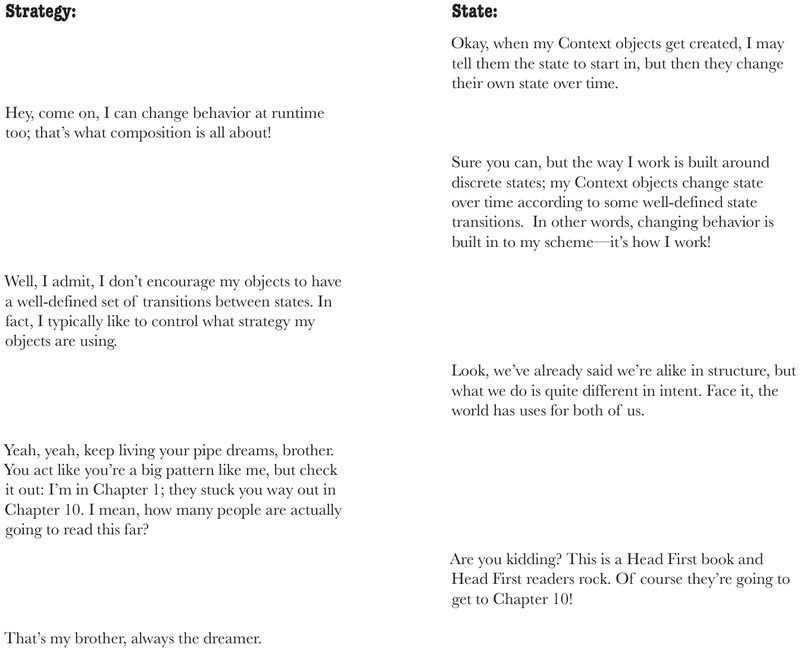 Strategy:
State:
Okay, when my Context objects get created, I may
tell them the state to start in, but then they change
their own state over time.
Hey, come on, I can change behavior at runtime
too; that's what composition is all about!
Sure you can, but the way I work is built around
discrete states; my Context objects change state
over time according to some well-defined state
transitions.  In other words, changing behavior is
built in to my scheme—it's how I work!
Well, I admit, I don't encourage my objects to have
a well-defined set of transitions between states. In
fact, I typically like to control what strategy my
objects are using.
Look, we've already said we're alike in structure, but
what we do is quite different in intent. Face it, the
world has uses for both of us.
Yeah, yeah, keep living your pipe dreams, brother.
You act like you're a big pattern like me, but check
it out: I'm in Chapter 1; they stuck you way out in
Chapter 10. I mean, how many people are actually
going to read this far?
Are you kidding? This is a Head First book and
Head First readers rock. Of course they're going to
get to Chapter 10!
That's my brother, always the dreamer.